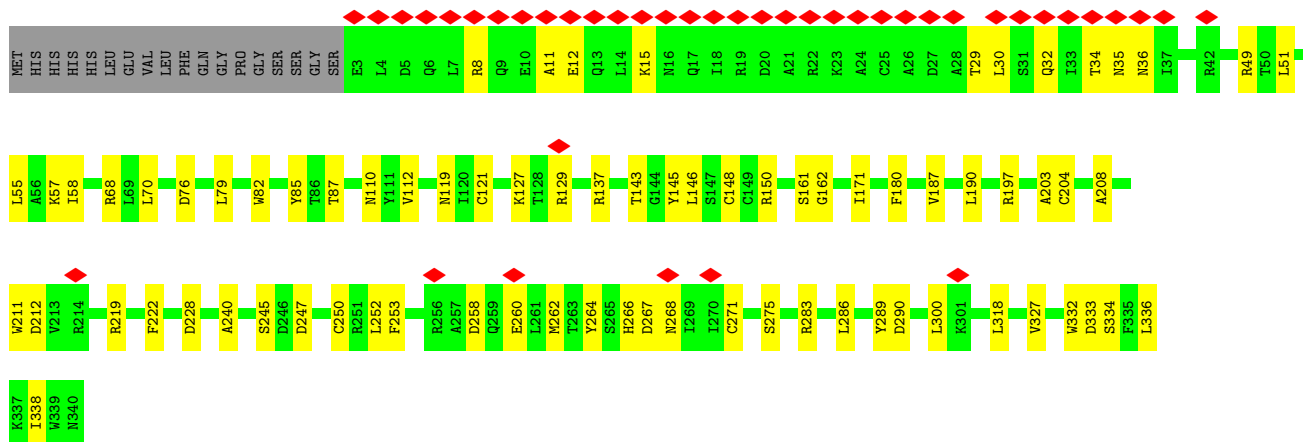 MET HIS HIS HIS HIS LEU GLU VAL LEU PHE GLN GLY PRO GLY SER SER GLY SER E3 L4 D5 Q6 L7 R8 Q9 E10 A11 E12 Q13 L14 K15 N16 Q17 I18 R19 D20 A21 R22 K23 A24 C25 A26 D27 A28 T29 L30 S31 Q32 I33 T34 N35 N36 I37 R42 R49 T50 L51
L55 A56 K57 I58 R68 L69 L70 D76 L79 W82 Y85 T86 T87 N110 Y111 V112 N119 I120 C121 K127 T128 R129 R137 T143 G144 Y145 L146 S147 C148 C149 R150 S161 G162 I171 F180 V187 L190 R197 A203 C204 A208
W211 D212 V213 R214 R219 F222 D228 A240 S245 D246 D247 C250 R251 L252 F253 R256 A257 D258 Q259 E260 L261 M262 T263 Y264 S265 H266 D267 N268 I269 I270 C271 S275 R283 L286 Y289 D290 L300 K301 L318 V327 W332 D333 S334 F335 L336
K337 I338 W339 N340